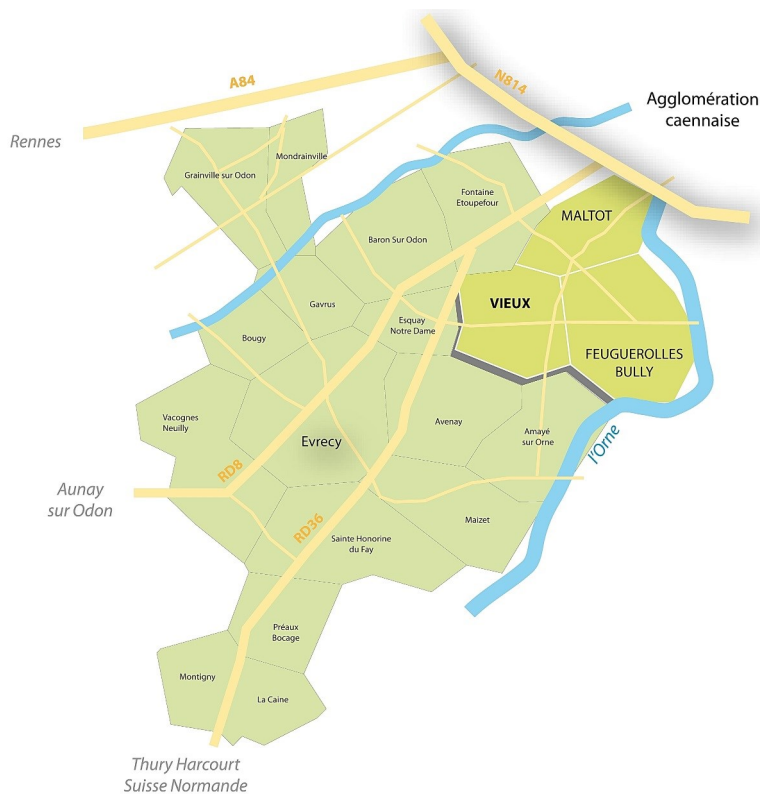 A84
N814
Agglomération
caennaise
Rennes
Mondrainville
Grainville sur Odon
Fontaine
Etoupefour
MALTOT
Baron Sur Odon
Gavrus
VIEUX
Esquay
Notre Dame
Bougy
FEUGUEROLLES
BULLY
Vacognes
Neuilly
Avenay
Evrecy
Amayé
sur Orne
l'Orne
RD8
Aunay
sur Odon
RD36
Maizet
Sainte Honorine
du Fay
Préaux
Bocage
Montigny
La Caine
Thury Harcourt
Suisse Normande